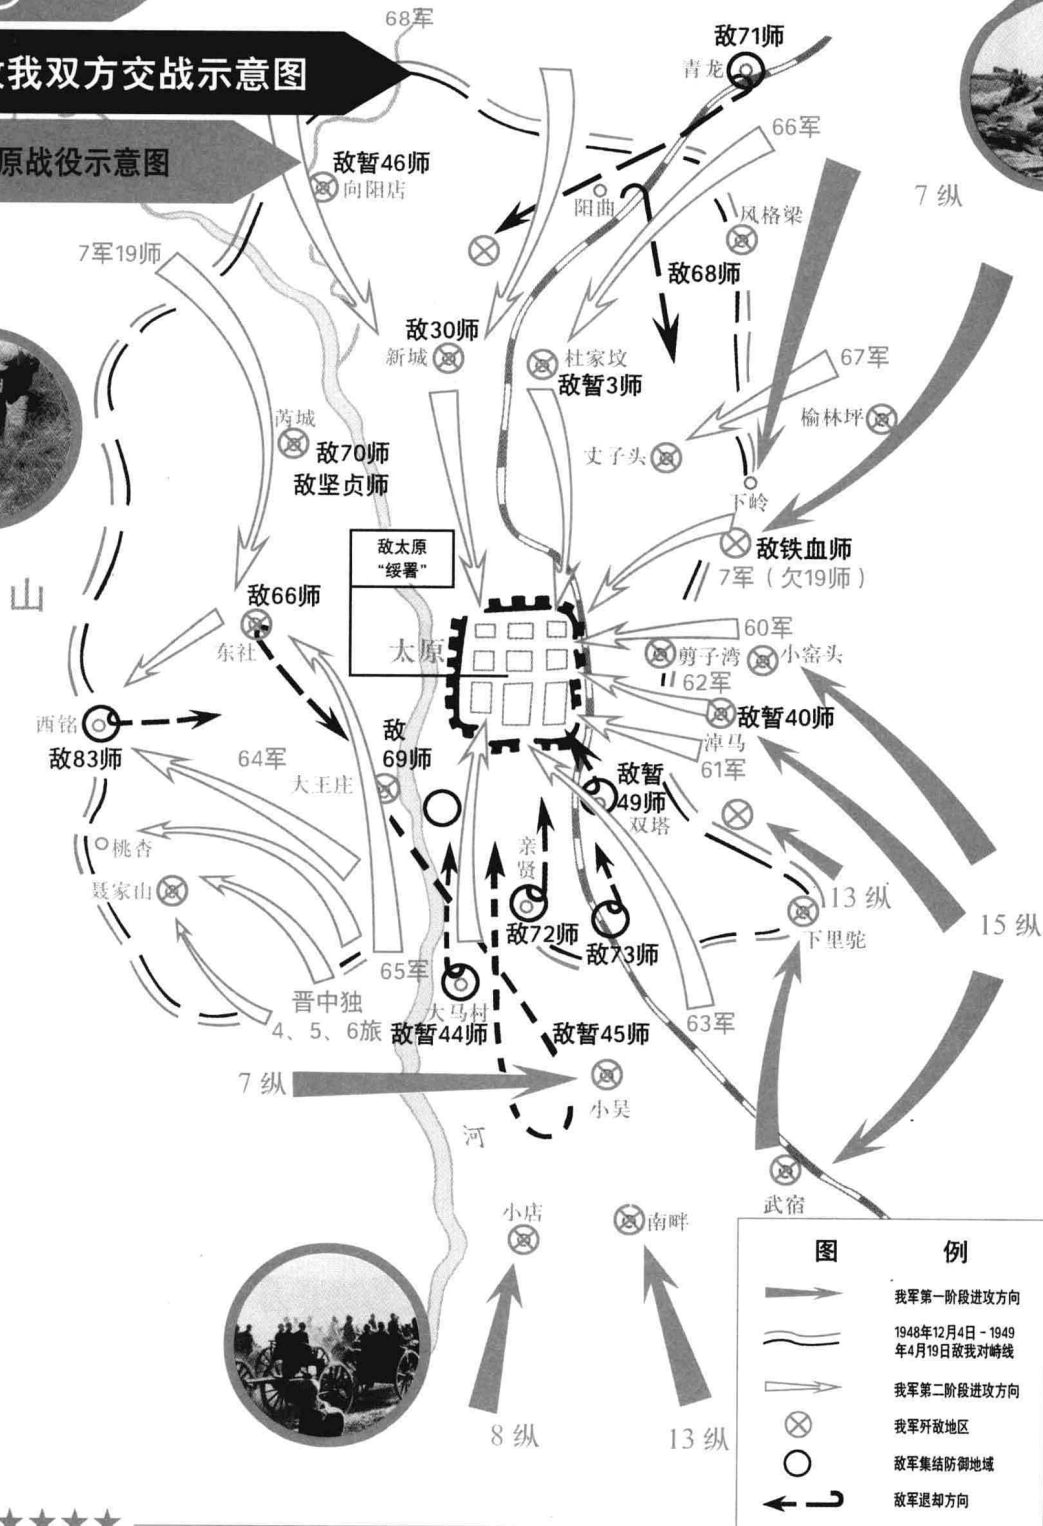 68军
敌71师
青龙
敌我双方交战示意图
66军
原战役示意图
敌暂46师
向阳店
7 纵
阳曲
风格梁
7军19师
敌68师
敌30师
新城
杜家坟
敌暂3师
67军
榆林坪
芮城
敌70师
敌坚贞师
丈子头
下岭
敌太原
“绥署”
敌铁血师
7军（欠19师）
山
敌66师
东社
太原
60军
剪子湾
小窑头
62军
西铭
敌83师
敌
69师
敌暂40师
淖马
64军
大王庄
61军
敌暂
49师
双塔
桃杏
亲
贤
聂家山
13 纵
敌72师
敌73师
下里驼
15 纵
65军
晋中独
4、5、6旅
大马村
敌暂44师
敌暂45师
63军
7 纵
小吴
河
武宿
小店
南畔
8 纵
13 纵
图 例
我军第一阶段进攻方向
1948年12月4日－1949
年4月19日敌我对峙线
我军第二阶段进攻方向
我军歼敌地区
敌军集结防御地域
敌军退却方向